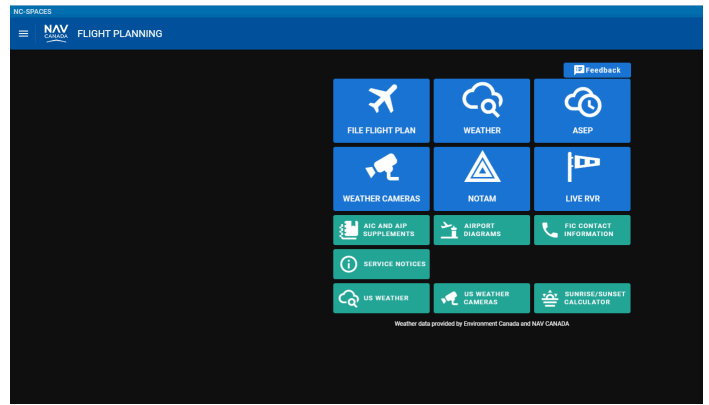 NC-SPACES
NAV
CANADA
FLIGHT PLANNING
Feedback
FILE FLIGHT PLAN
WEATHER
ASEP
WEATHER CAMERAS
NOTAM
LIVE RVR
AIC AND AIP
SUPPLEMENTS
AIRPORT
DIAGRAMS
FIC CONTACT
INFORMATION
SERVICE NOTICES
US WEATHER
US WEATHER
CAMERAS
SUNRISE/SUNSET
CALCULATOR
Weather data provided by Environment Canada and NAV CANADA